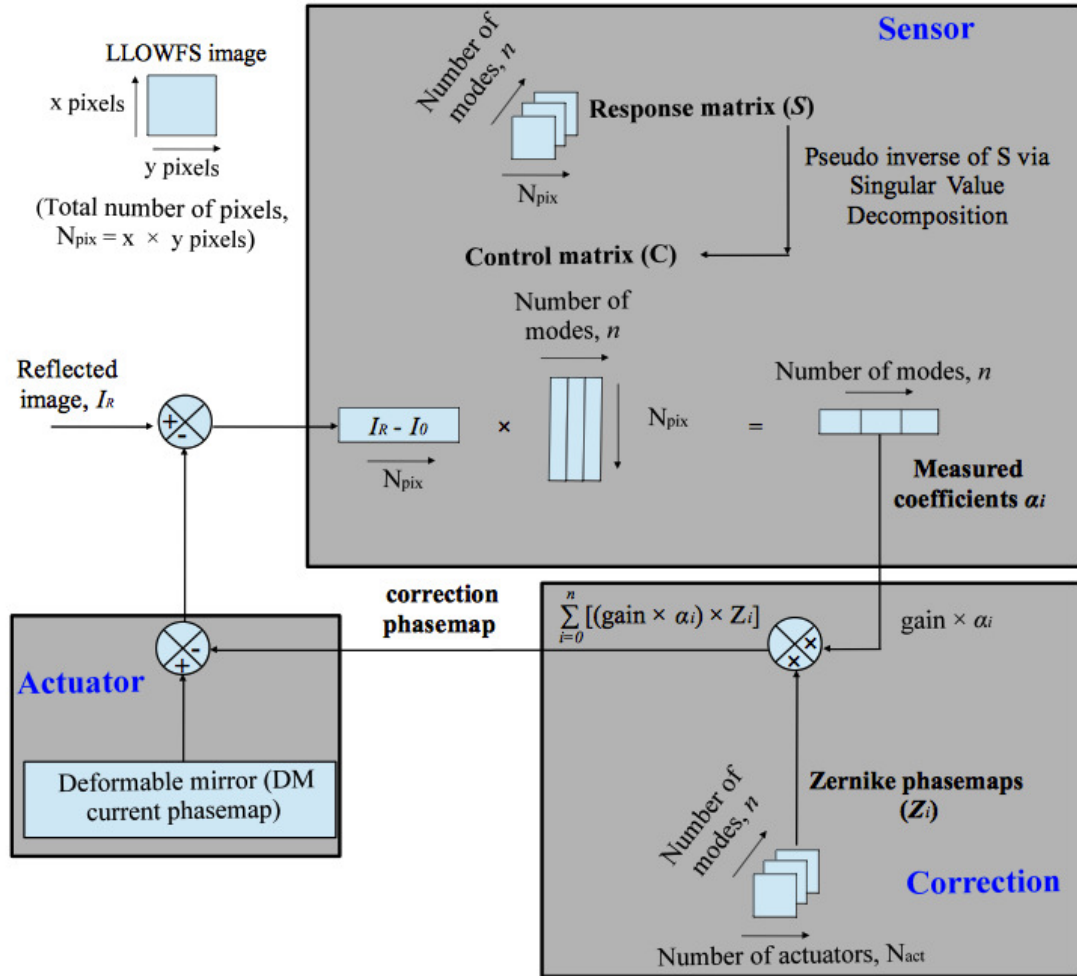 LLOWFS image
x pixels
y pixels
(Total number of pixels,
Npix = x × y pixels)
Sensor
Number of
modes, n
Response matrix (S)
Npix
Pseudo inverse of S via
Singular Value
Decomposition
Control matrix (C)
Number of
modes, n
Npix
Reflected
image, IR
+
-
IR - I0
Npix
×
=
Number of modes, n
Measured
coefficients αi
correction
phasemap
n
∑ [(gain × αi) × Zi]
i=0
gain × αi
×
×
Actuator
-
+
Deformable mirror (DM
current phasemap)
Zernike phasemaps
(Zi)
Number of
modes, n
Correction
Number of actuators, Nact